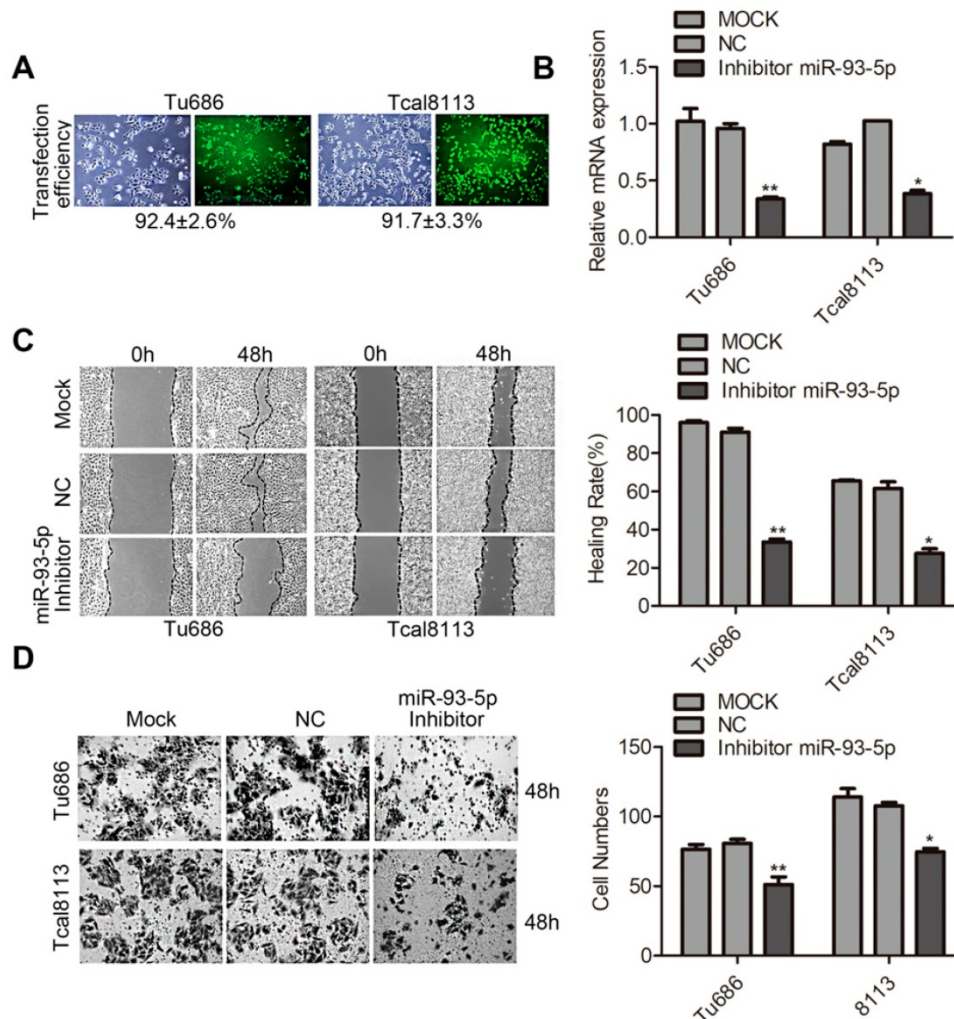 A
Tu686
Tcal8113
Transfection
efficiency
92.4±2.6%
91.7±3.3%
B
MOCK
NC
Inhibitor miR-93-5p
Relative mRNA expression
1.5
1.0
0.5
0.0
Tu686
Tcal8113
**
*
C
0h
48h
0h
48h
Mock
NC
miR-93-5p
Inhibitor
Tu686
Tcal8113
MOCK
NC
Inhibitor miR-93-5p
Healing Rate(%)
100
80
60
40
20
0
**
*
Tu686
Tcal8113
D
Mock
NC
miR-93-5p
Inhibitor
Tu686
48h
Tcal8113
48h
MOCK
NC
Inhibitor miR-93-5p
Cell Numbers
150
100
50
0
**
*
Tu686
8113